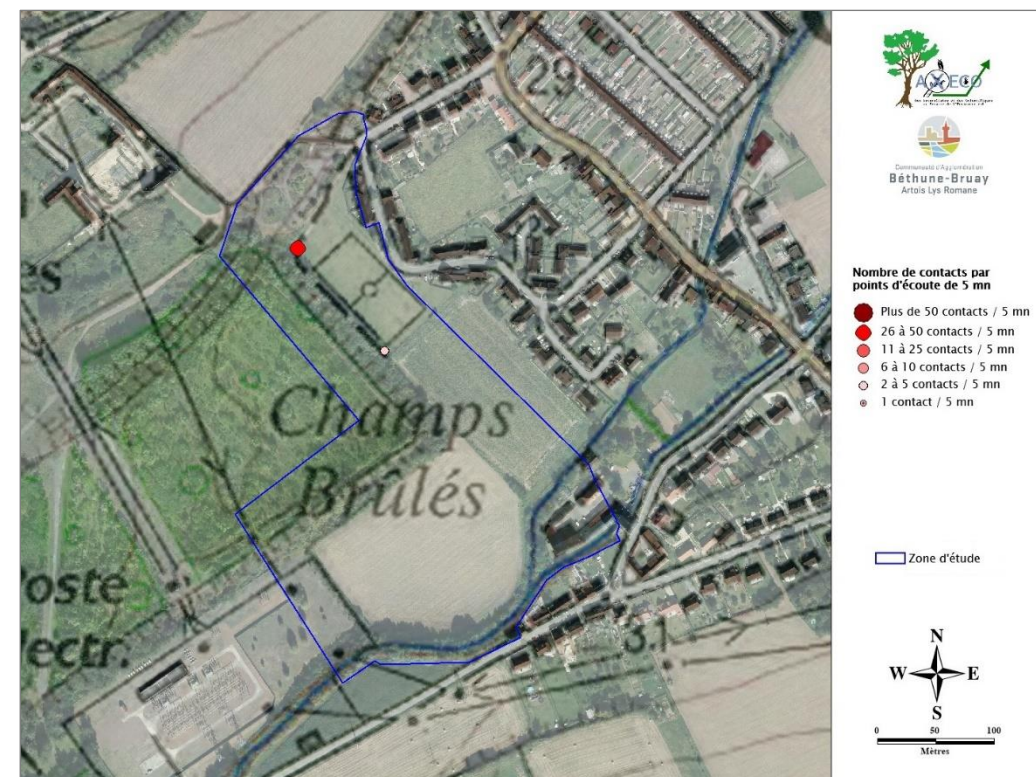 29
Champs
Brûlés
es
oste
lectr.
31
AXECO
Communauté d'Agglomération
Béthune-Bruay
Artois Lys Romane
Nombre de contacts par
points d'écoute de 5 mn
Plus de 50 contacts / 5 mn
26 à 50 contacts / 5 mn
11 à 25 contacts / 5 mn
6 à 10 contacts / 5 mn
2 à 5 contacts / 5 mn
1 contact / 5 mn
Zone d'étude
N
W E
S
0 50 100
Mètres